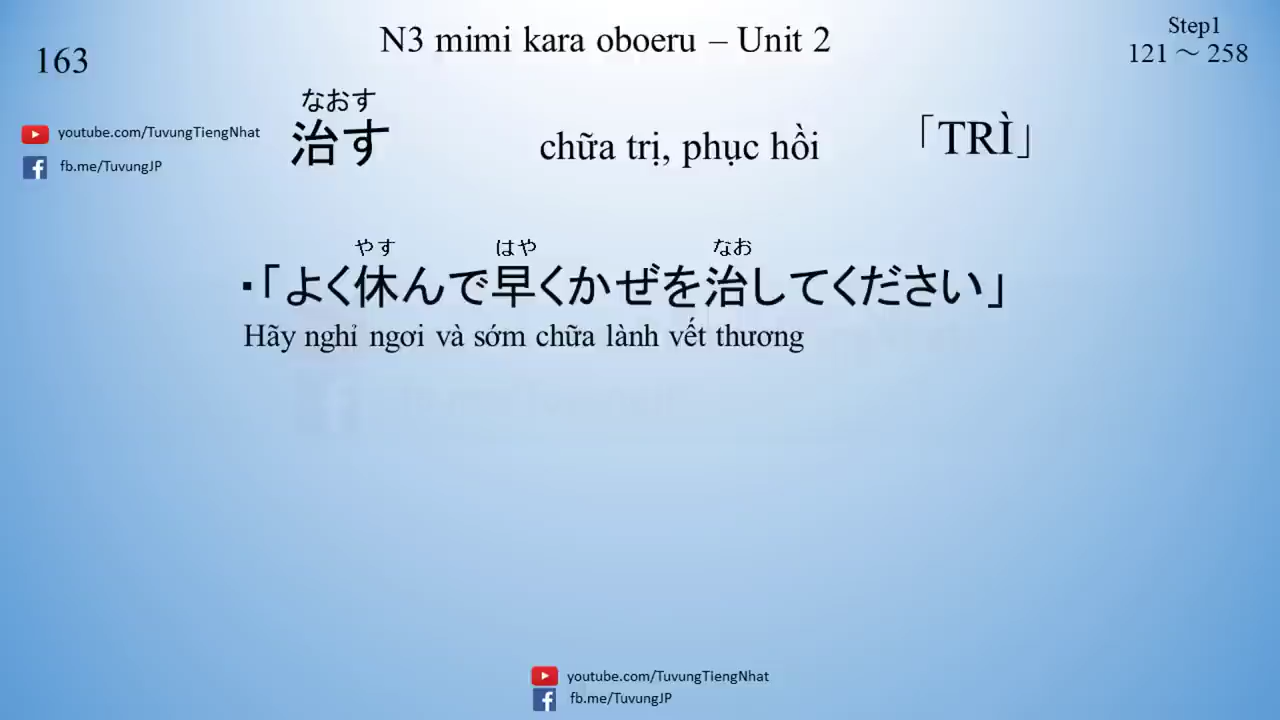 163
N3 mimi kara oboeru – Unit 2
Step1
121 ～ 258
youtube.com/TuvungTiengNhat
fb.me/TuvungJP
なおす
治す
chữa trị, phục hồi
「TRÌ」
やす はや なお
・「よく休んで早くかぜを治してください」
Hãy nghỉ ngơi và sớm chữa lành vết thương
youtube.com/TuvungTiengNhat
fb.me/TuvungJP